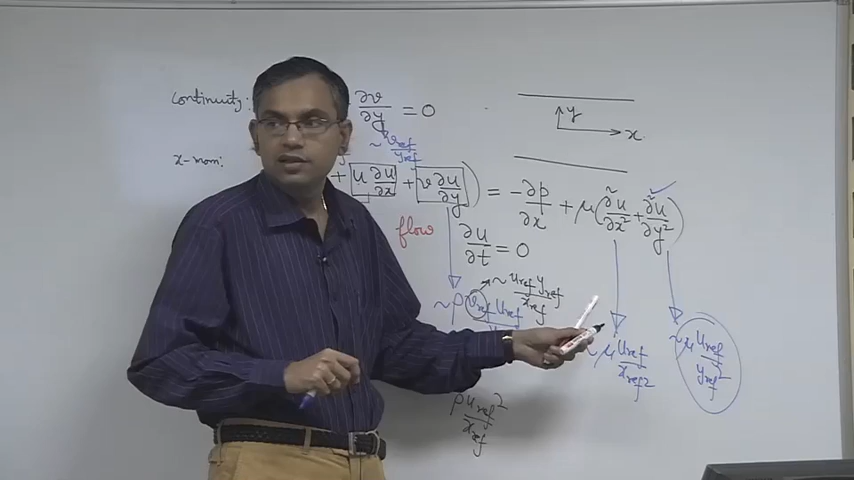 continuity: ∂v/∂y = 0
y
x
~ v_ref/y_ref
x-mom: + u ∂u/∂x + v ∂u/∂y ) = -∂p/∂x + μ(∂²u/∂x² + ∂²u/∂y²)
flow ∂u/∂t = 0
~ρ v_ref u_ref → ~ u_ref y_ref/x_ref
~μ u_ref/x_ref² ~μ u_ref/y_ref²
ρ u_ref²/x_ref